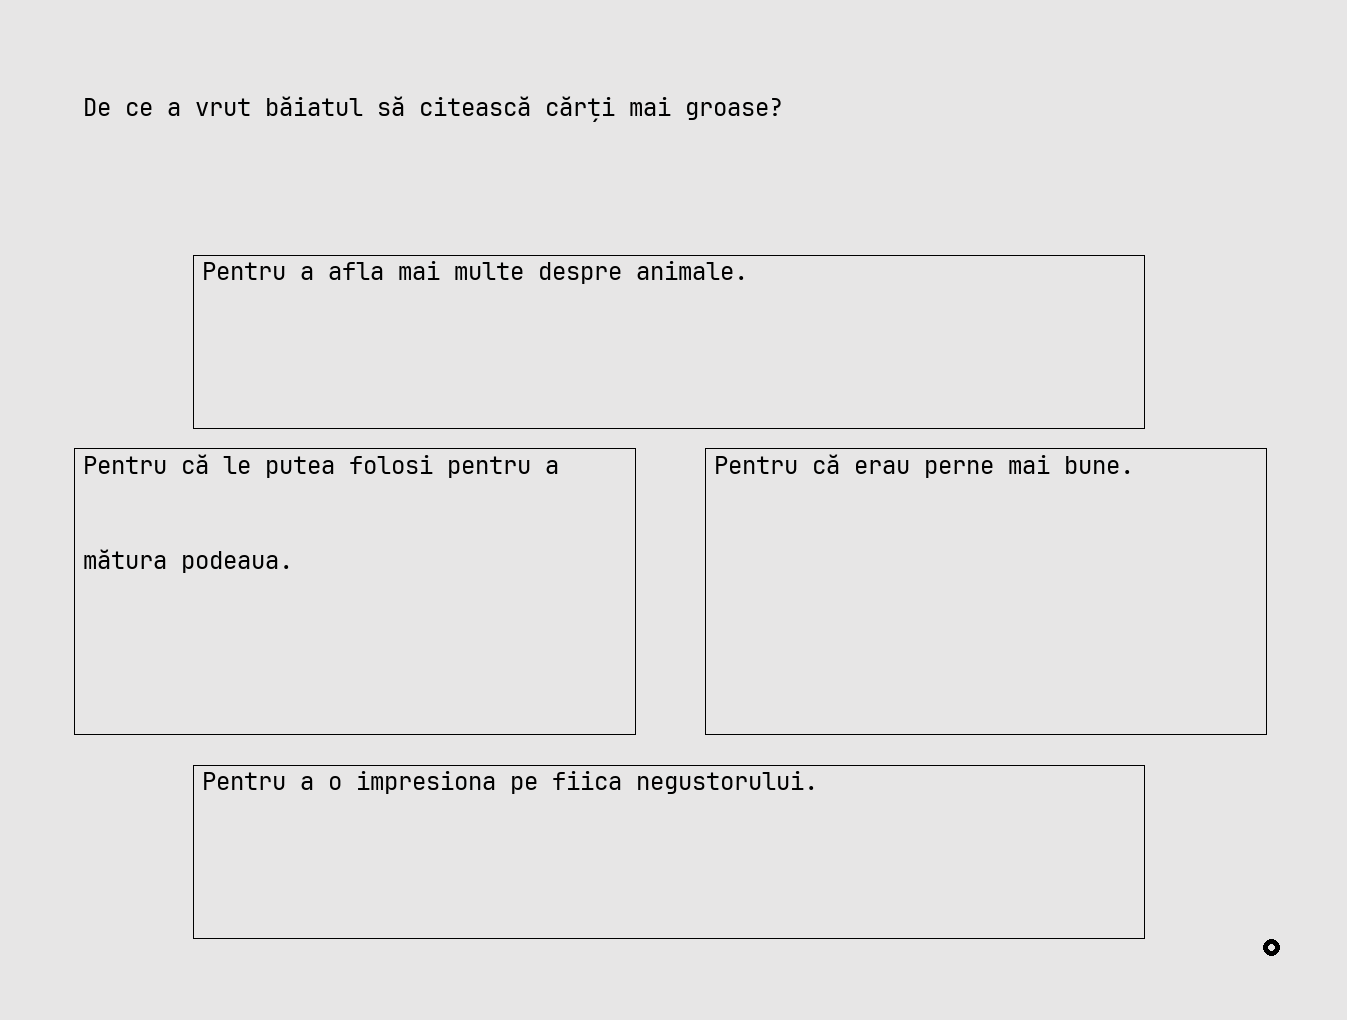 De ce a vrut băiatul să citească cărți mai groase?
Pentru a afla mai multe despre animale.
Pentru că le putea folosi pentru a
mătura podeaua.
Pentru că erau perne mai bune.
Pentru a o impresiona pe fiica negustorului.